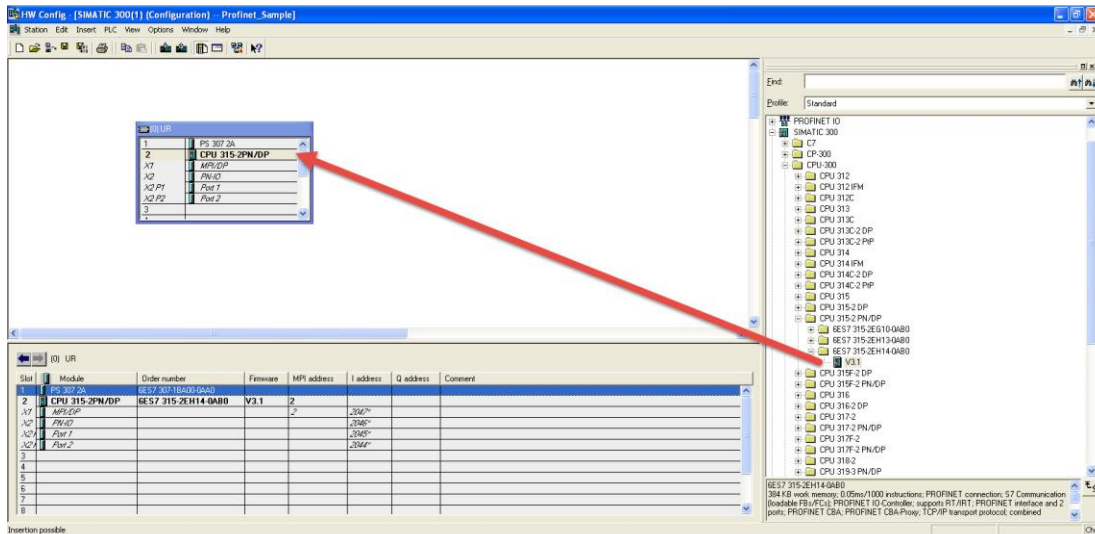 HW Config - [SIMATIC 300(1) (Configuration) -- Profinet_Sample]
Station Edit Insert PLC View Options Window Help
(0) UR
1 PS 307 2A
2 CPU 315-2PN/DP
X1 MPI/DP
X2 PN-IO
X2 P1 Port 1
X2 P2 Port 2
3
Find:
Profile: Standard
PROFINET IO
SIMATIC 300
C7
CP-300
CPU-300
CPU 312
CPU 312 IFM
CPU 312C
CPU 313
CPU 313C
CPU 313C-2 DP
CPU 313C-2 PtP
CPU 314
CPU 314 IFM
CPU 314C-2 DP
CPU 314C-2 PtP
CPU 315
CPU 315-2 DP
CPU 315-2 PN/DP
6ES7 315-2EG10-0AB0
6ES7 315-2EH13-0AB0
6ES7 315-2EH14-0AB0
V3.1
CPU 315F-2 DP
CPU 315F-2 PN/DP
CPU 316
CPU 316-2 DP
CPU 317-2
CPU 317-2 PN/DP
CPU 317F-2
CPU 317F-2 PN/DP
CPU 318-2
CPU 319-3 PN/DP
6ES7 315-2EH14-0AB0
384 KB work memory; 0.05ms/1000 instructions; PROFINET connection; S7 Communication
(loadable FBs/FCs); PROFINET IO-Controller; supports RT/IRT; PROFINET interface and 2
ports; PROFINET CBA; PROFINET CBA-Proxy; TCP/IP transport protocol; combined
(0) UR
Slot Module Order number Firmware MPI address I address Q address Comment
1 PS 307 2A 6ES7 307-1BA00-0AA0
2 CPU 315-2PN/DP 6ES7 315-2EH14-0AB0 V3.1 2
X1 MPI/DP 2 2047*
X2 PN-IO 2046*
X2 Port 1 2045*
X2 Port 2 2044*
3
4
5
6
7
8
Insertion possible